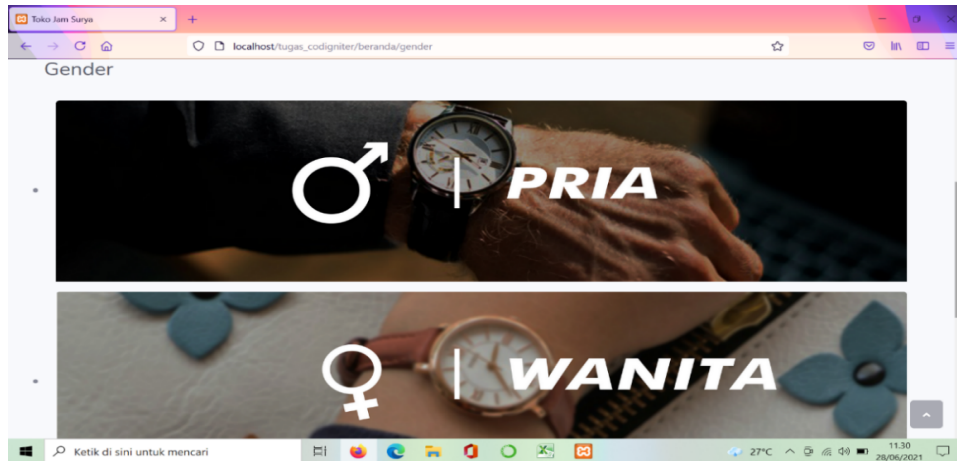 Toko Jam Surya
localhost/tugas_codigniter/beranda/gender
Gender
PRIA
WANITA
Ketik di sini untuk mencari
27°C
11.30
28/06/2021